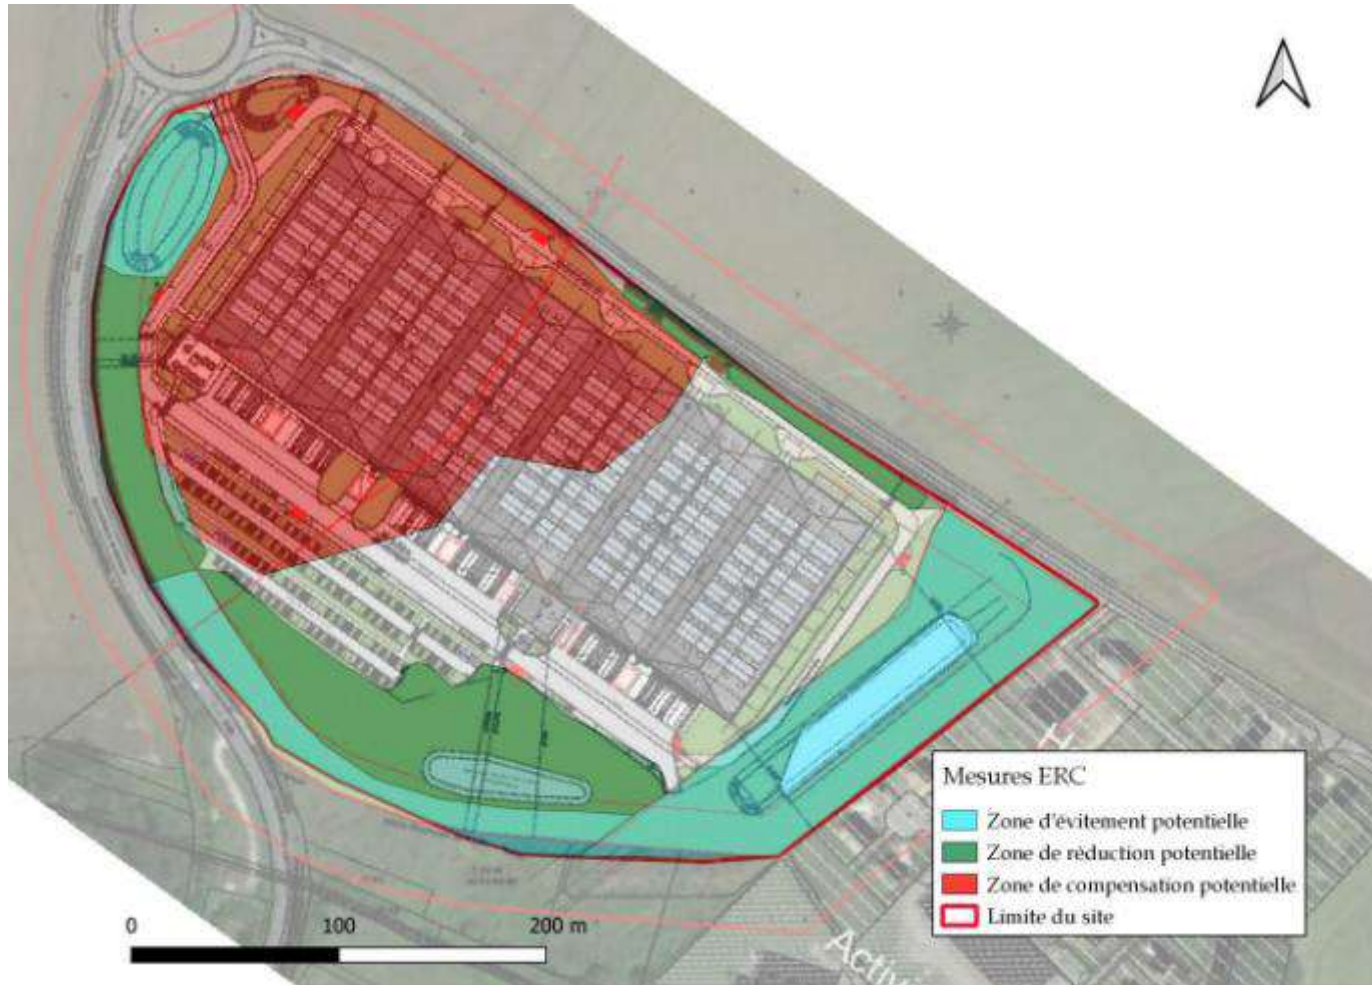 Mesures ERC
Zone d'évitement potentielle
Zone de réduction potentielle
Zone de compensation potentielle
Limite du site
0 100 200 m
Activi